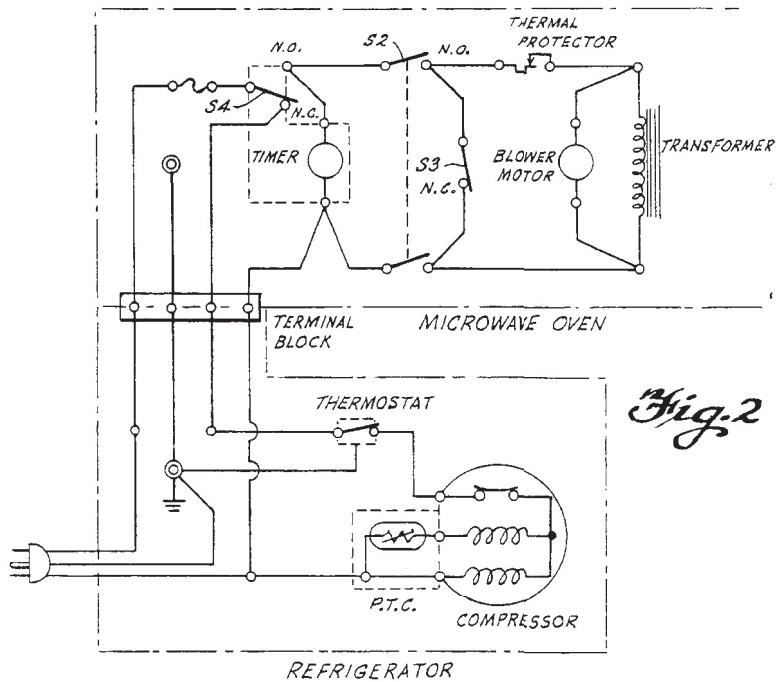 THERMAL
PROTECTOR
N.O.
S2
N.O.
S4
N.C.
TIMER
S3
N.C.
BLOWER
MOTOR
TRANSFORMER
TERMINAL
BLOCK
MICROWAVE OVEN
THERMOSTAT
Fig. 2
P.T.C.
COMPRESSOR
REFRIGERATOR